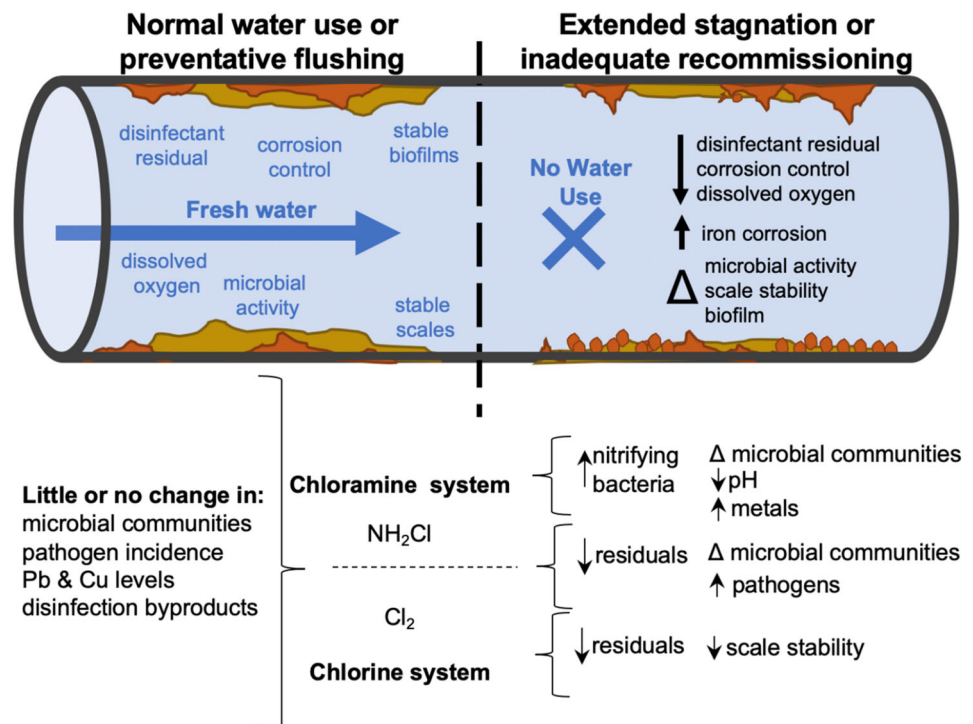 Normal water use or
preventative flushing
Extended stagnation or
inadequate recommissioning
disinfectant
residual
corrosion
control
stable
biofilms
Fresh water
dissolved
oxygen
microbial
activity
stable
scales
No Water
Use
↓ disinfectant residual
corrosion control
dissolved oxygen
↑ iron corrosion
Δ microbial activity
scale stability
biofilm
Little or no change in:
microbial communities
pathogen incidence
Pb & Cu levels
disinfection byproducts
Chloramine system
NH₂Cl
Cl₂
Chlorine system
↑ nitrifying
bacteria
Δ microbial communities
↓ pH
↑ metals
↓ residuals
Δ microbial communities
↑ pathogens
↓ residuals
↓ scale stability